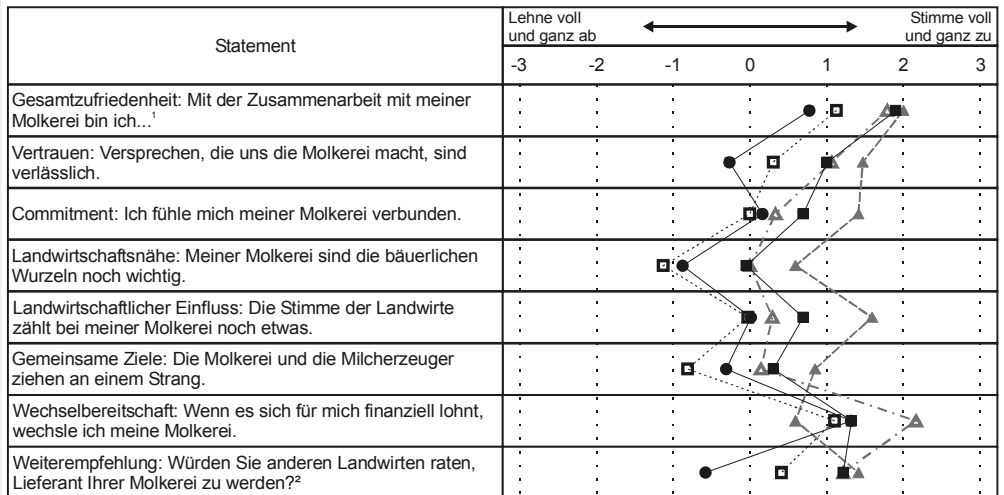 Statement
Lehne voll
und ganz ab
Stimme voll
und ganz zu
-3 -2 -1 0 1 2 3
Gesamtzufriedenheit: Mit der Zusammenarbeit mit meiner
Molkerei bin ich...¹
Vertrauen: Versprechen, die uns die Molkerei macht, sind
verlässlich.
Commitment: Ich fühle mich meiner Molkerei verbunden.
Landwirtschaftsnähe: Meiner Molkerei sind die bäuerlichen
Wurzeln noch wichtig.
Landwirtschaftlicher Einfluss: Die Stimme der Landwirte
zählt bei meiner Molkerei noch etwas.
Gemeinsame Ziele: Die Molkerei und die Milcherzeuger
ziehen an einem Strang.
Wechselbereitschaft: Wenn es sich für mich finanziell lohnt,
wechsle ich meine Molkerei.
Weiterempfehlung: Würden Sie anderen Landwirten raten,
Lieferant Ihrer Molkerei zu werden?²